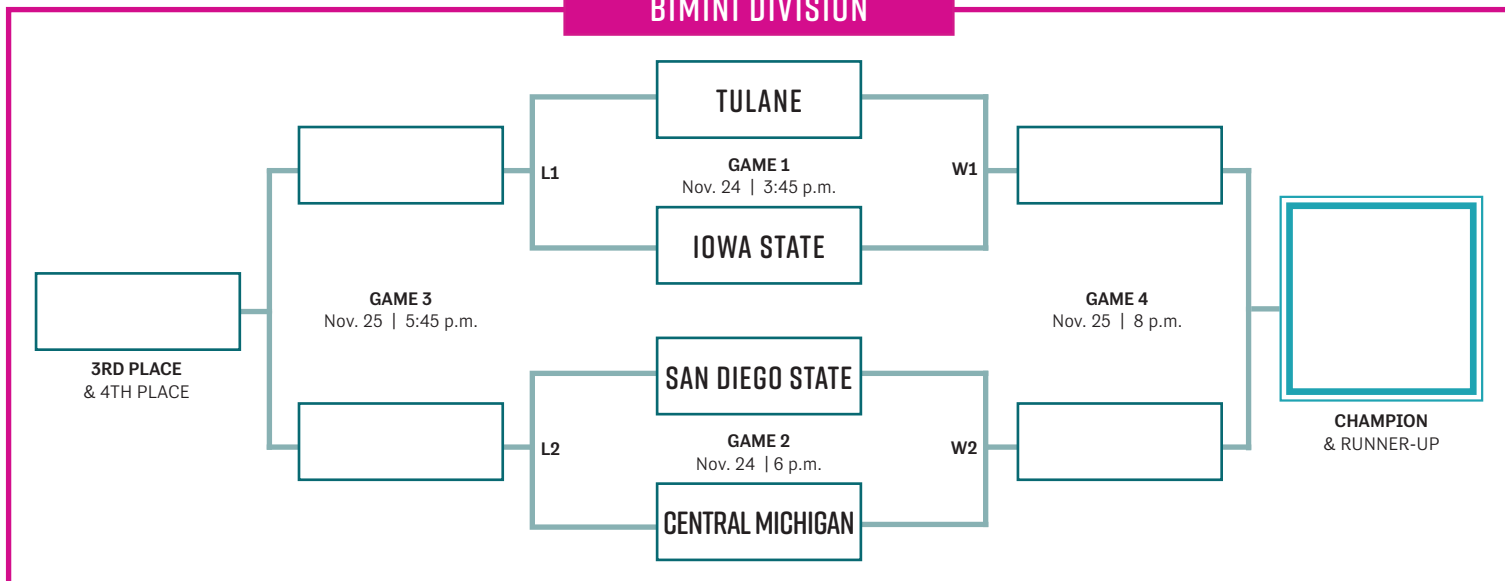 BIMINI DIVISION
TULANE
L1
GAME 1
Nov. 24 | 3:45 p.m.
W1
IOWA STATE
GAME 3
Nov. 25 | 5:45 p.m.
GAME 4
Nov. 25 | 8 p.m.
3RD PLACE
& 4TH PLACE
SAN DIEGO STATE
CHAMPION
& RUNNER-UP
L2
GAME 2
Nov. 24 | 6 p.m.
W2
CENTRAL MICHIGAN